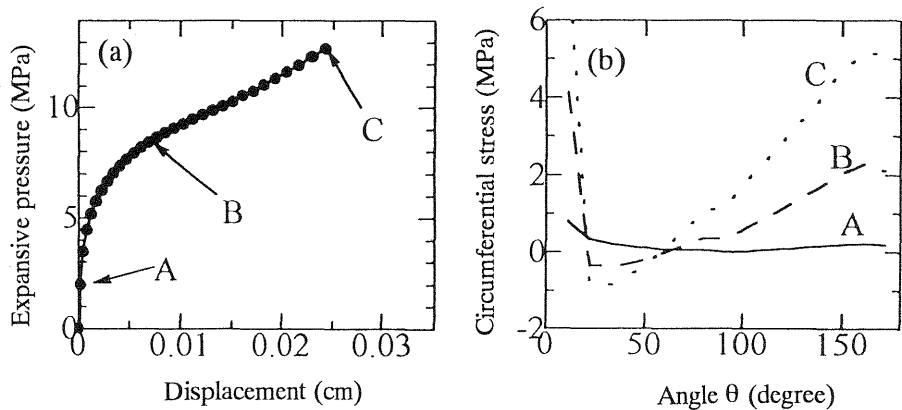 (a)
Expansive pressure (MPa)
10
5
0
A
B
C
0 0.01 0.02 0.03
Displacement (cm)
(b)
Circumferential stress (MPa)
6
4
2
0
-2
C
B
A
0 50 100 150
Angle θ (degree)